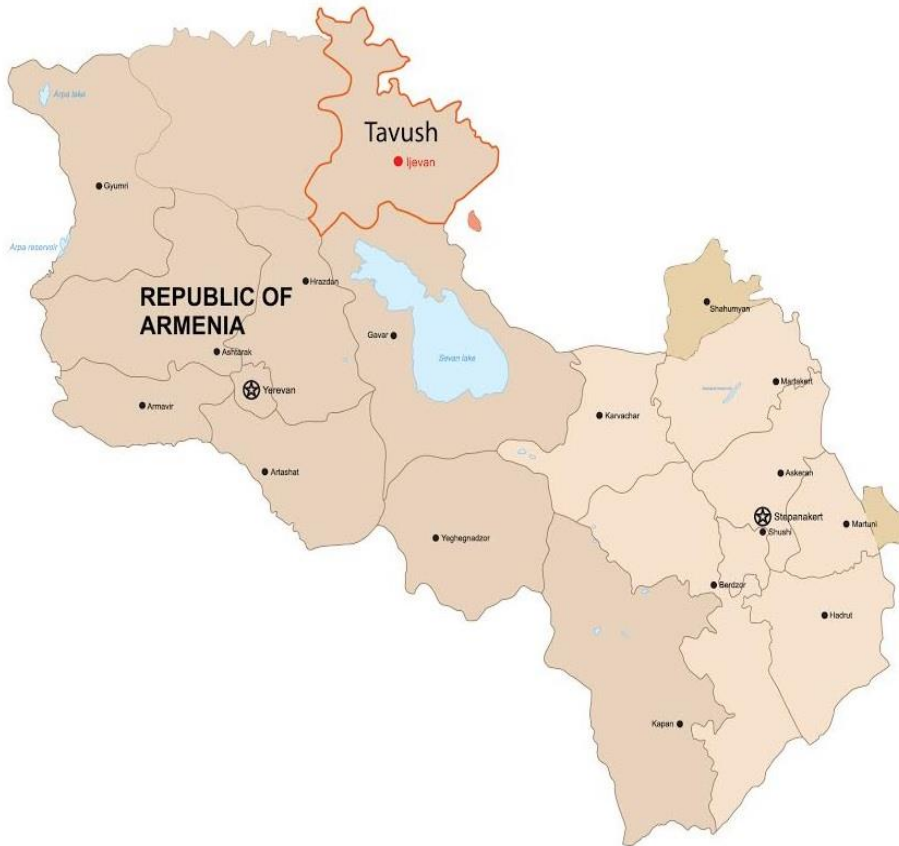 Arpa lake
Tavush
Ijevan
Gyumri
Arpa reservoir
Hrazdan
REPUBLIC OF
ARMENIA
Shahumyan
Gavar
Ashtarak
Sevan lake
Martakert
Yerevan
Armavir
Karvachar
Artashat
Askeran
Stepanakert
Martuni
Shushi
Yeghegnadzor
Berdzor
Hadrut
Kapan